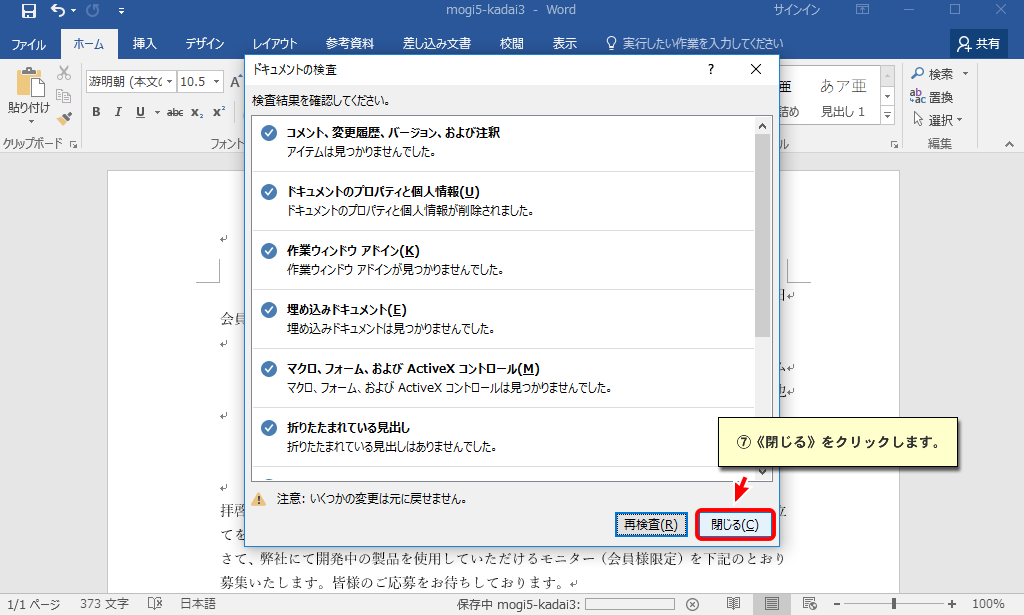 mogi5-kadai3 - Word
サインイン
ファイル ホーム 挿入 デザイン レイアウト 参考資料 差し込み文書 校閲 表示 実行したい作業を入力してください 共有
貼り付け
クリップボード
游明朝 (本文の
10.5
A
B I U abc x₂ x²
フォント
亜
あア亜
見出し 1
検索
置換
選択
編集
ドキュメントの検査
?
検査結果を確認してください。
コメント、変更履歴、バージョン、および注釈
アイテムは見つかりませんでした。
ドキュメントのプロパティと個人情報(U)
ドキュメントのプロパティと個人情報が削除されました。
作業ウィンドウ アドイン(K)
作業ウィンドウ アドインが見つかりませんでした。
埋め込みドキュメント(E)
埋め込みドキュメントは見つかりませんでした。
マクロ、フォーム、および ActiveX コントロール(M)
マクロ、フォーム、および ActiveX コントロールは見つかりませんでした。
折りたたまれている見出し
折りたたまれている見出しはありませんでした。
⑦《閉じる》をクリックします。
注意: いくつかの変更は元に戻せません。
再検査(R)
閉じる(C)
会員
拝啓
てを
さて、弊社にて開発中の製品を使用していただけるモニター（会員様限定）を下記のとおり
募集いたします。皆様のご応募をお待ちしております。
1/1 ページ 373 文字 日本語 保存中 mogi5-kadai3: 100%